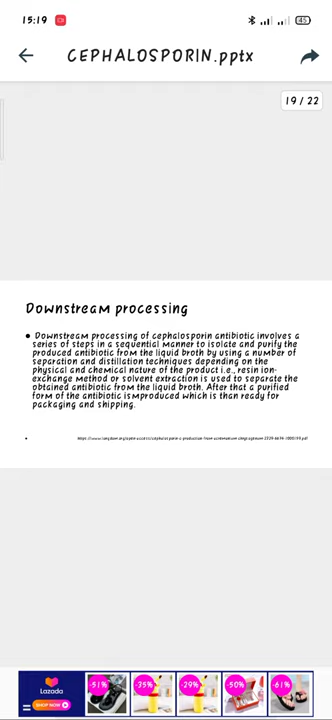 15:19
45
CEPHALOSPORIN.pptx
19 / 22
Downstream processing
• Downstream processing of cephalosporin antibiotic involves a
series of steps in a sequential manner to isolate and purify the
produced antibiotic from the liquid broth by using a number of
separation and distillation techniques depending on the
physical and chemical nature of the product i.e., resin ion-
exchange method or solvent extraction is used to separate the
obtained antibiotic from the liquid broth. After that a purified
form of the antibiotic ismproduced which is than ready for
packaging and shipping.
Lazada
SHOP NOW
-51%
-35%
-29%
-50%
-61%